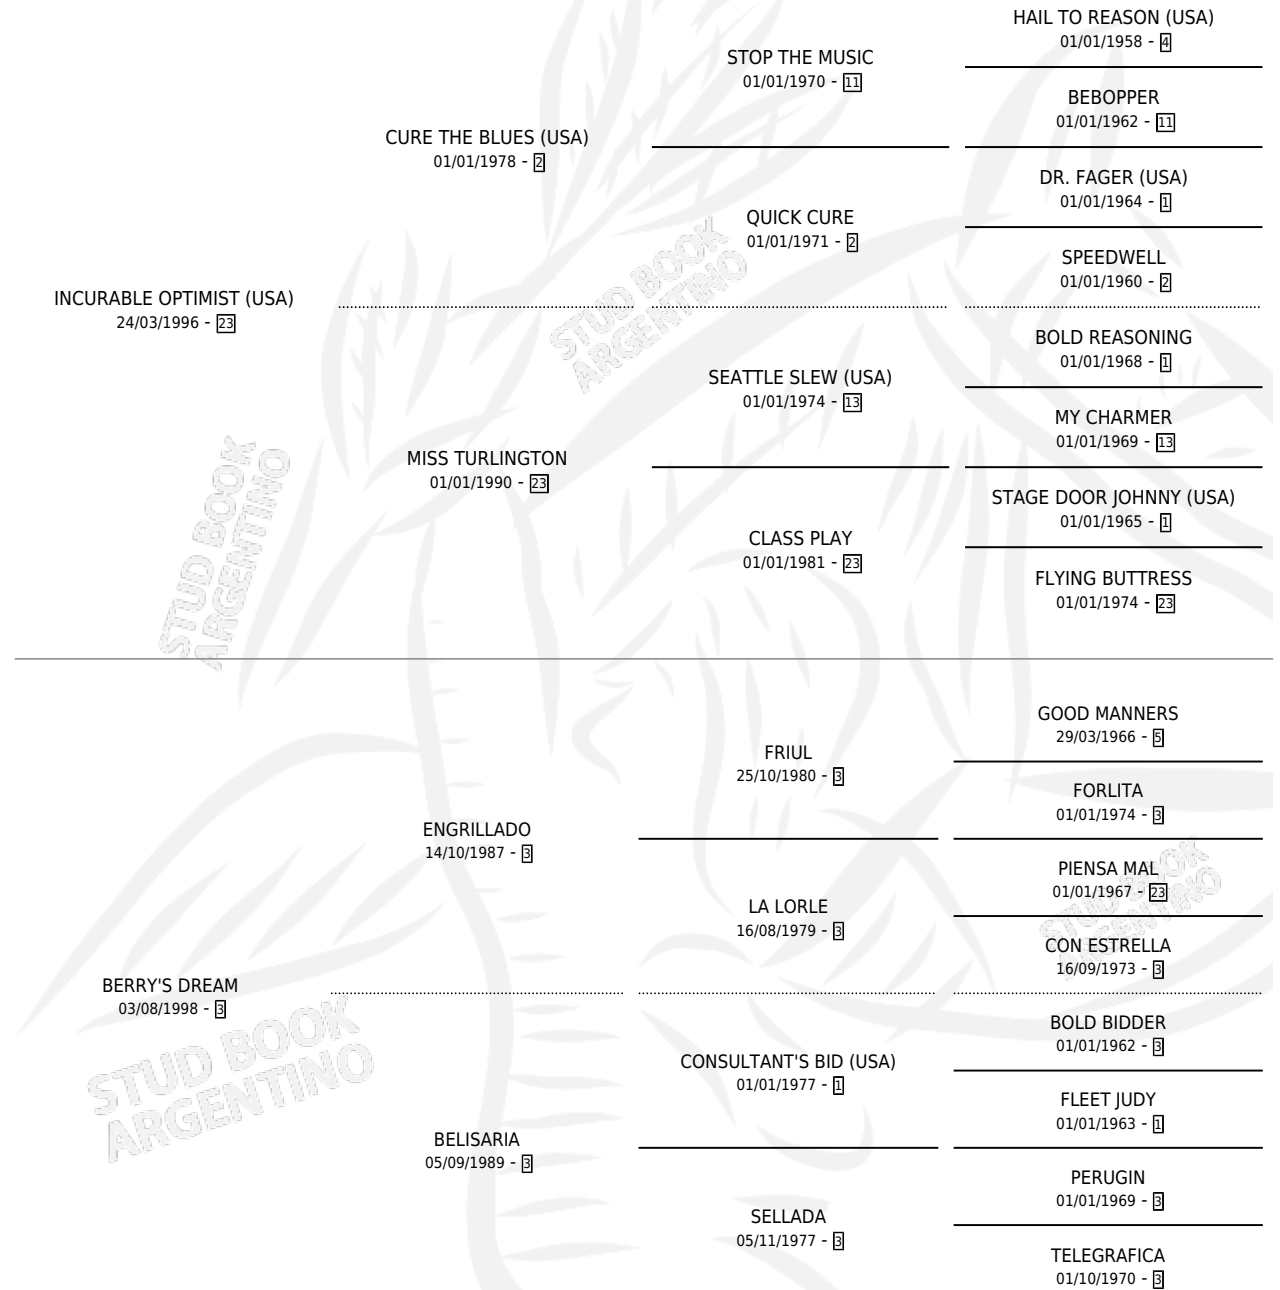 HAIL TO REASON (USA)
01/01/1958 - 4
STOP THE MUSIC
01/01/1970 - 11
BEBOPPER
01/01/1962 - 11
CURE THE BLUES (USA)
01/01/1978 - 2
DR. FAGER (USA)
01/01/1964 - 1
QUICK CURE
01/01/1971 - 2
SPEEDWELL
01/01/1960 - 2
INCURABLE OPTIMIST (USA)
24/03/1996 - 23
BOLD REASONING
01/01/1968 - 1
SEATTLE SLEW (USA)
01/01/1974 - 13
MY CHARMER
01/01/1969 - 13
MISS TURLINGTON
01/01/1990 - 23
STAGE DOOR JOHNNY (USA)
01/01/1965 - 1
CLASS PLAY
01/01/1981 - 23
FLYING BUTTRESS
01/01/1974 - 23
GOOD MANNERS
29/03/1966 - 5
FRIUL
25/10/1980 - 3
FORLITA
01/01/1974 - 3
ENGRILLADO
14/10/1987 - 3
PIENSA MAL
01/01/1967 - 23
LA LORLE
16/08/1979 - 3
CON ESTRELLA
16/09/1973 - 3
BERRY'S DREAM
03/08/1998 - 3
BOLD BIDDER
01/01/1962 - 3
CONSULTANT'S BID (USA)
01/01/1977 - 1
FLEET JUDY
01/01/1963 - 1
BELISARIA
05/09/1989 - 3
PERUGIN
01/01/1969 - 3
SELLADA
05/11/1977 - 3
TELEGRAFICA
01/10/1970 - 3
STUD BOOK
ARGENTINO
STUD BOOK
ARGENTINO
STUD BOOK
ARGENTINO
STUD BOOK
ARGENTINO